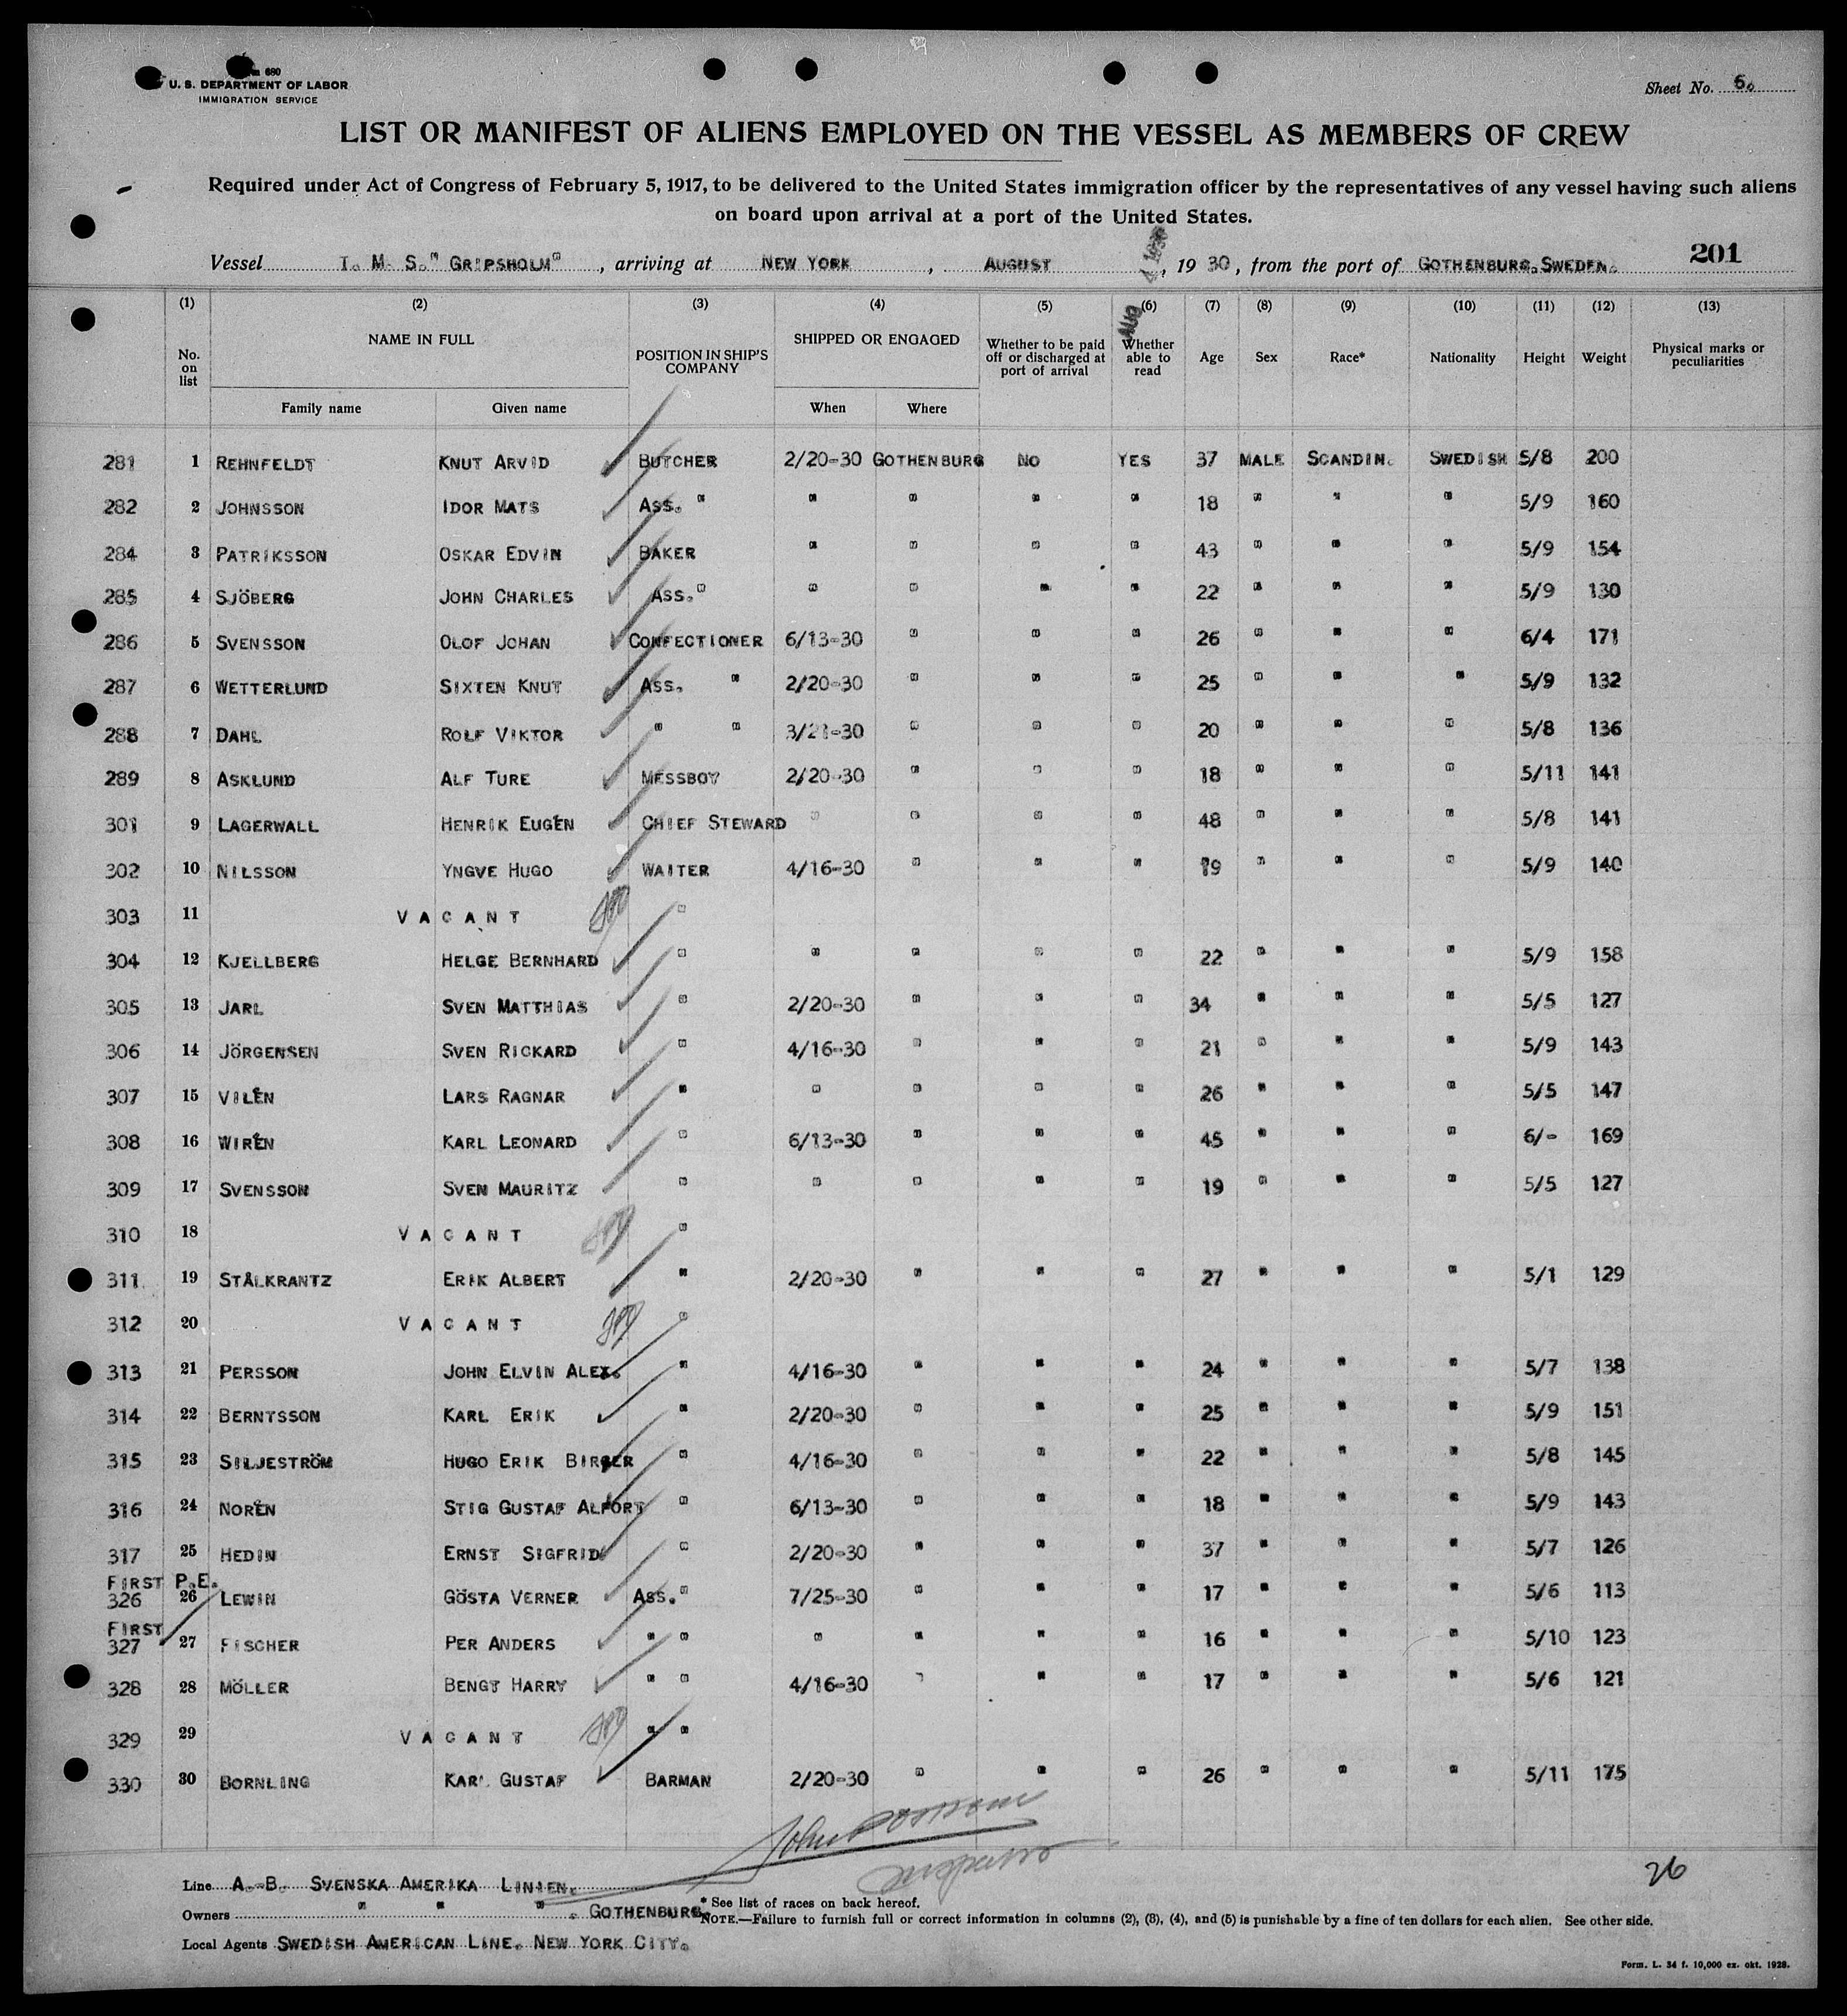 Form 680
U. S. DEPARTMENT OF LABOR
IMMIGRATION SERVICE
Sheet No. 6.
LIST OR MANIFEST OF ALIENS EMPLOYED ON THE VESSEL AS MEMBERS OF CREW
Required under Act of Congress of February 5, 1917, to be delivered to the United States immigration officer by the representatives of any vessel having such aliens
on board upon arrival at a port of the United States.
201
Vessel T. M. S. "GRIPSHOLM", arriving at NEW YORK, AUGUST, 1930, from the port of GOTHENBURG. SWEDEN.
AUG 4 1930
(1) (2) (3) (4) (5) (6) (7) (8) (9) (10) (11) (12) (13)
No. on list NAME IN FULL POSITION IN SHIP'S COMPANY SHIPPED OR ENGAGED Whether to be paid off or discharged at port of arrival Whether able to read Age Sex Race* Nationality Height Weight Physical marks or peculiarities
Family name Given name When Where
281 1 REHNFELDT KNUT ARVID BUTCHER 2/20-30 GOTHENBURG NO YES 37 MALE SCANDIN. SWEDISH 5/8 200
282 2 JOHNSSON IDOR MATS ASS. " " " " " 18 " " " 5/9 160
284 3 PATRIKSSON OSKAR EDVIN BAKER " " " " 43 " " " 5/9 154
285 4 SJÖBERG JOHN CHARLES ASS. " " " " " 22 " " " 5/9 130
286 5 SVENSSON OLOF JOHAN CONFECTIONER 6/13-30 " " " 26 " " " 6/4 171
287 6 WETTERLUND SIXTEN KNUT ASS. " 2/20-30 " " " 25 " " " 5/9 132
288 7 DAHL ROLF VIKTOR " " 3/21-30 " " " 20 " " " 5/8 136
289 8 ASKLUND ALF TURE MESSBOY 2/20-30 " " " 18 " " " 5/11 141
301 9 LAGERWALL HENRIK EUGÉN CHIEF STEWARD " " " " 48 " " " 5/8 141
302 10 NILSSON YNGVE HUGO WAITER 4/16-30 " " " 19 " " " 5/9 140
303 11 VACANT "
304 12 KJELLBERG HELGE BERNHARD " " " " " 22 " " " 5/9 158
305 13 JARL SVEN MATTHIAS " 2/20-30 " " " 34 " " " 5/5 127
306 14 JÖRGENSEN SVEN RICKARD " 4/16-30 " " " 21 " " " 5/9 143
307 15 VILÉN LARS RAGNAR " " " " " 26 " " " 5/5 147
308 16 WIRÉN KARL LEONARD " 6/13-30 " " " 45 " " " 6/- 169
309 17 SVENSSON SVEN MAURITZ " " " " " 19 " " " 5/5 127
310 18 VACANT "
311 19 STÅLKRANTZ ERIK ALBERT " 2/20-30 " " " 27 " " " 5/1 129
312 20 VACANT "
313 21 PERSSON JOHN ELVIN ALEX. " 4/16-30 " " " 24 " " " 5/7 138
314 22 BERNTSSON KARL ERIK " 2/20-30 " " " 25 " " " 5/9 151
315 23 SILJESTRÖM HUGO ERIK BIRGER " 4/16-30 " " " 22 " " " 5/8 145
316 24 NORÉN STIG GUSTAF ALFORT " 6/13-30 " " " 18 " " " 5/9 143
317 25 HEDIN ERNST SIGFRID " 2/20-30 " " " 37 " " " 5/7 126
FIRST P.E.
326 26 LEWIN GÖSTA VERNER ASS. " 7/25-30 " " " 17 " " " 5/6 113
FIRST
327 27 FISCHER PER ANDERS " " " " " " 16 " " " 5/10 123
328 28 MÖLLER BENGT HARRY " " 4/16-30 " " " 17 " " " 5/6 121
329 29 VACANT " "
330 30 BORNLING KARL GUSTAF BARMAN 2/20-30 " " " 26 " " " 5/11 175
26
Line A.-B. SVENSKA AMERIKA LINIEN.
Owners " " " . GOTHENBURG.
Local Agents SWEDISH AMERICAN LINE. NEW YORK CITY.
* See list of races on back hereof.
NOTE.—Failure to furnish full or correct information in columns (2), (3), (4), and (5) is punishable by a fine of ten dollars for each alien. See other side.
Form. L. 34 f. 10,000 ex. okt. 1928.